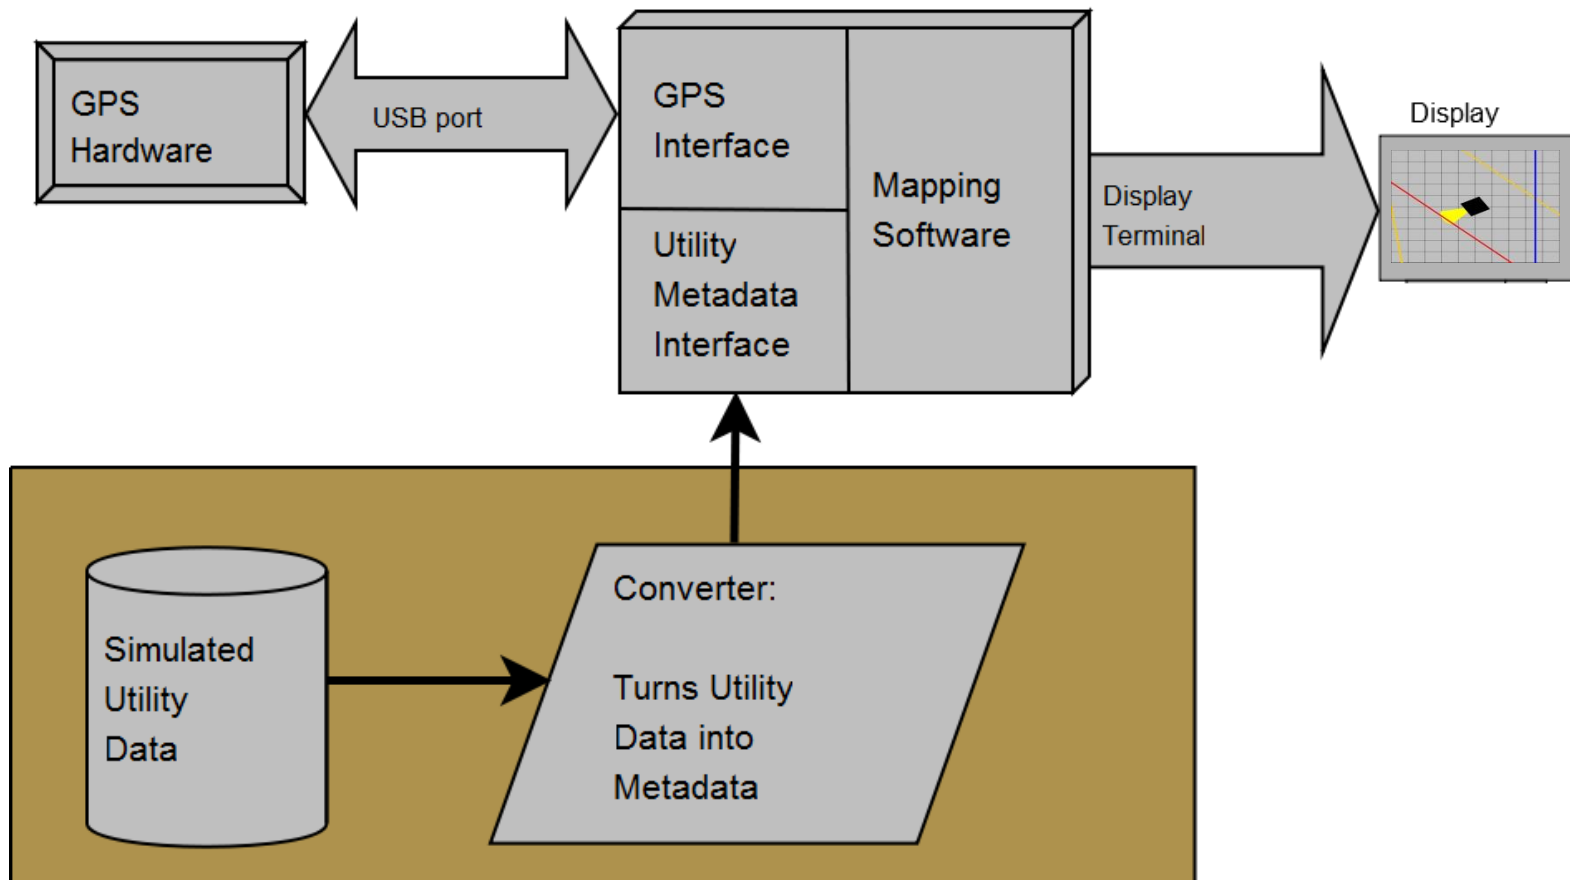 GPS
Hardware
USB port
GPS
Interface
Utility
Metadata
Interface
Mapping
Software
Display
Terminal
Display
Simulated
Utility
Data
Converter:
Turns Utility
Data into
Metadata